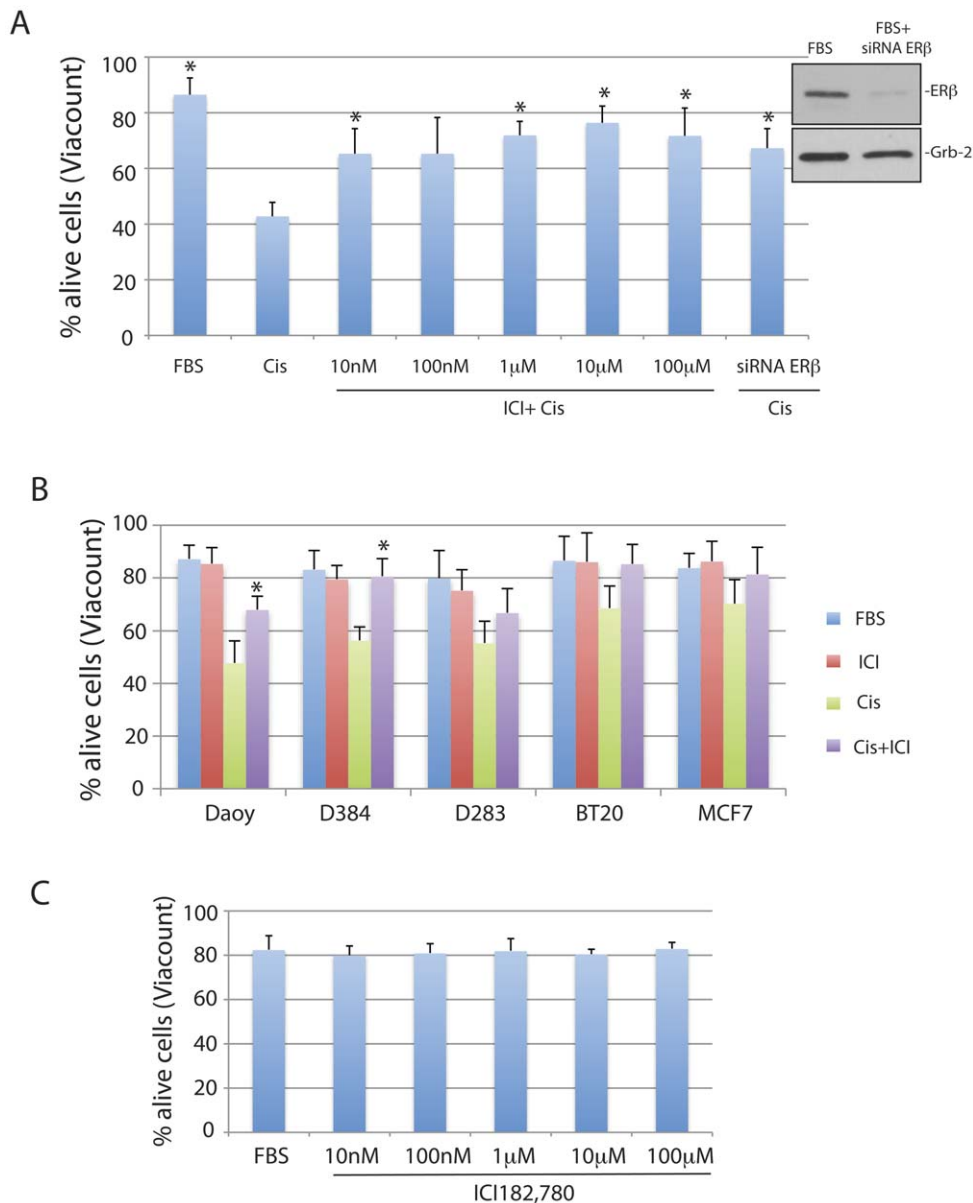 A
FBS
FBS+
siRNA ERβ
-ERβ
-Grb-2
% alive cells (Viacount)
100
80
60
40
20
0
* * * * * *
FBS Cis 10nM 100nM 1μM 10μM 100μM siRNA ERβ
ICI+ Cis Cis
B
% alive cells (Viacount)
100
80
60
40
20
0
* *
Daoy D384 D283 BT20 MCF7
FBS
ICI
Cis
Cis+ICI
C
% alive cells (Viacount)
100
80
60
40
20
0
FBS 10nM 100nM 1μM 10μM 100μM
ICI182,780